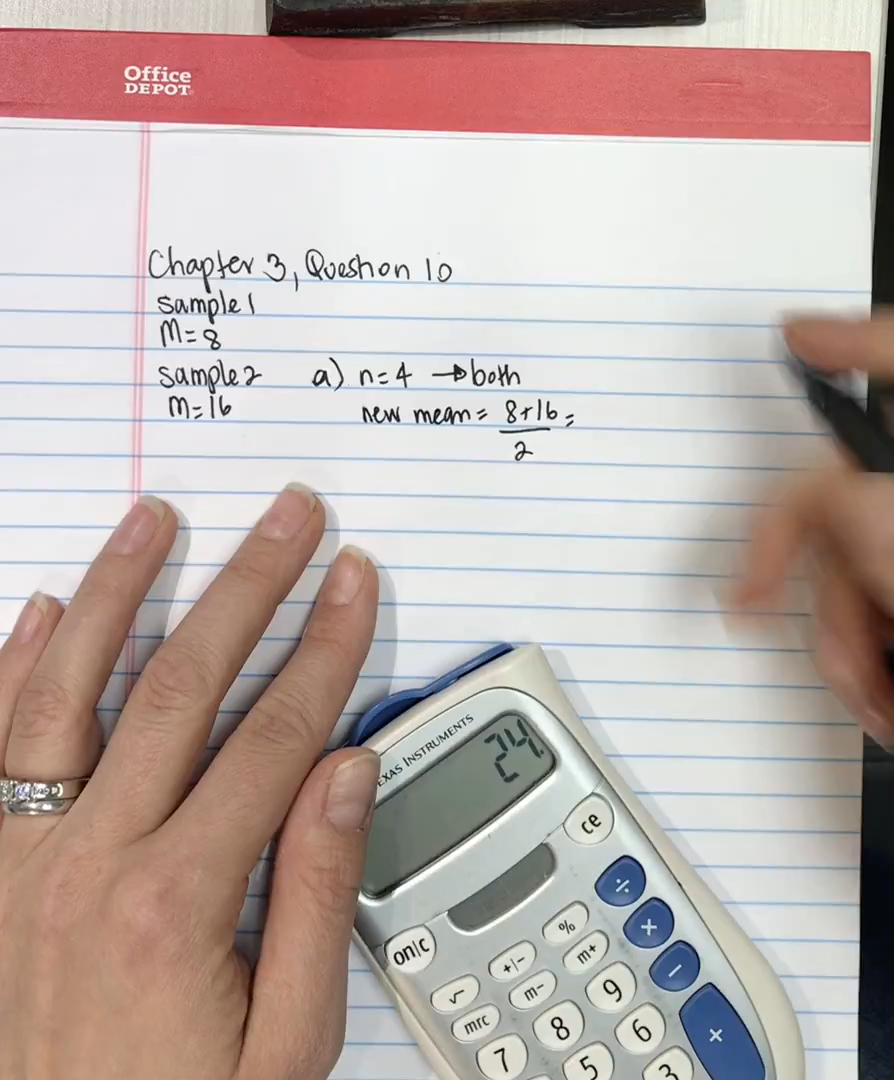 Office
DEPOT
Chapter 3, Question 10
sample 1
M=8
sample 2 a) n=4 → both
M=16 new mean = 8+16 =
2
TEXAS INSTRUMENTS
24.
ce
÷
on/c % +
+/- m+ −
√ m- 9 ×
mrc 8 6
7 5 3